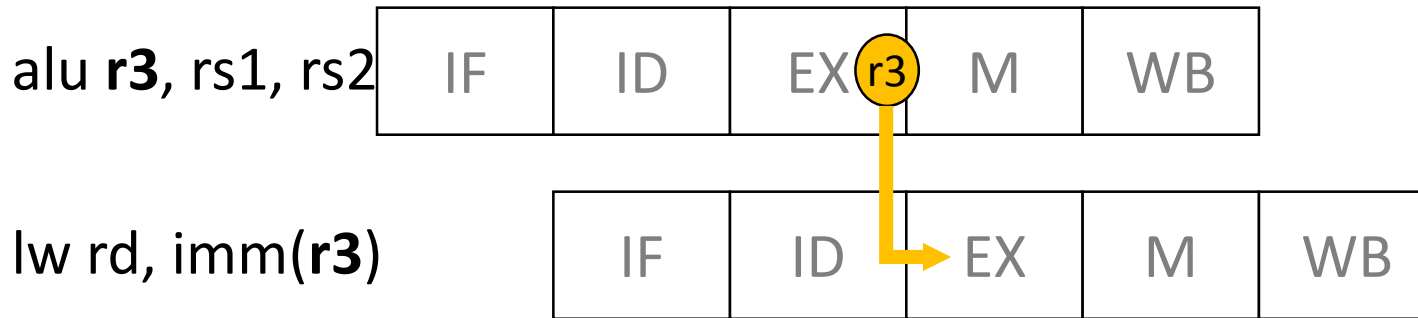 alu r3, rs1, rs2 IF ID EX r3 M WB
lw rd, imm(r3) IF ID EX M WB